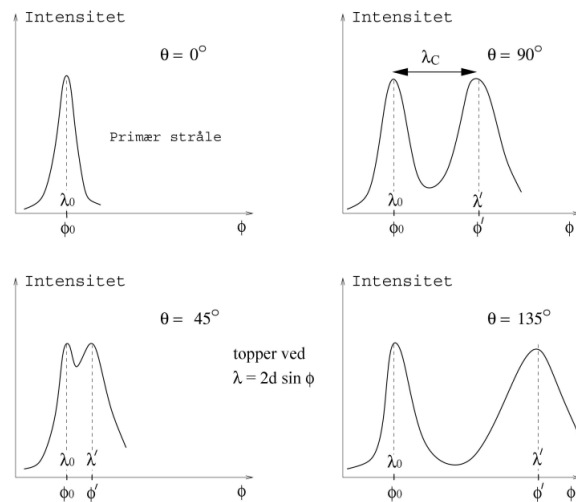 Intensitet
θ = 0°
Primær stråle
λ₀
ϕ₀
ϕ
Intensitet
λ_C
θ = 90°
λ₀
λ′
ϕ₀
ϕ′
ϕ
Intensitet
θ = 45°
topper ved
λ = 2d sin ϕ
λ₀
λ′
ϕ₀
ϕ′
ϕ
Intensitet
θ = 135°
λ₀
λ′
ϕ₀
ϕ′
ϕ